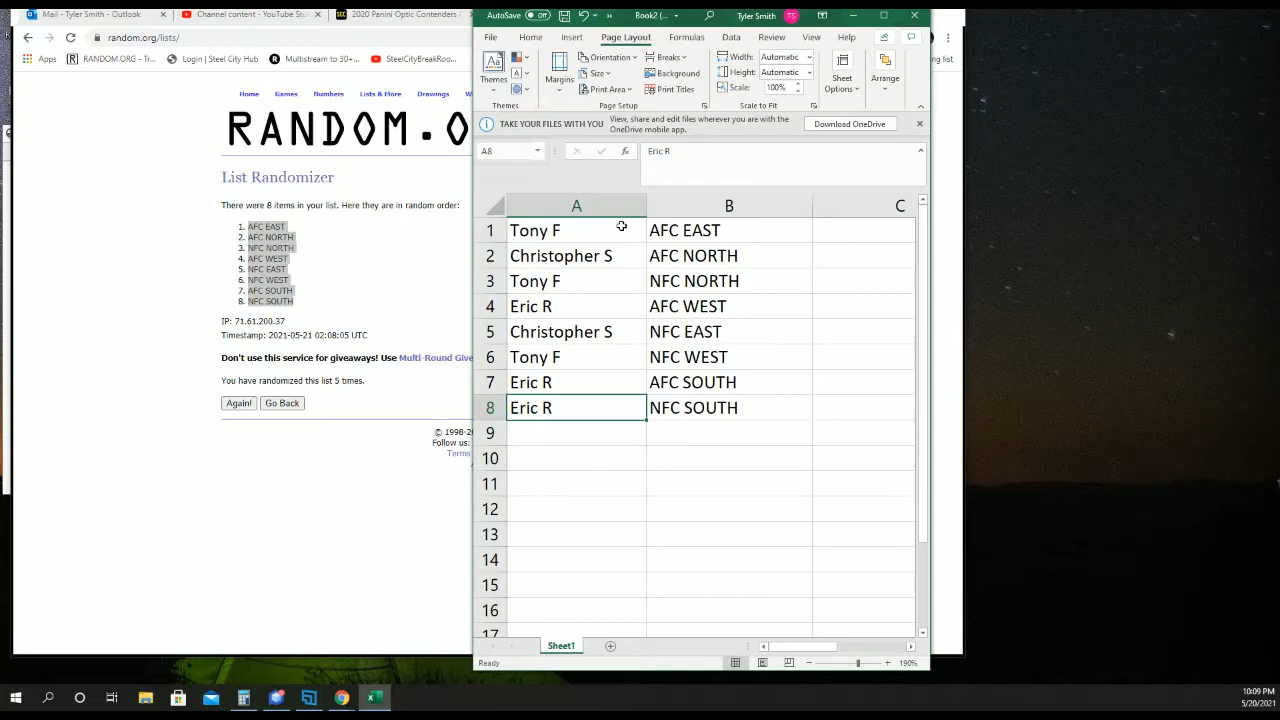 Mail - Tyler Smith - Outlook
Channel content - YouTube Stu
2020 Panini Optic Contenders
random.org/lists/
Apps
RANDOM.ORG - Tr...
Login | Steel City
Multistream to 30+...
SteelCityBreakRoo...
ng list
Home Games Numbers Lists & More Drawings W
RANDOM.O
List Randomizer
There were 8 items in your list. Here they are in random order:
1. AFC EAST
2. AFC NORTH
3. NFC NORTH
4. AFC WEST
5. NFC EAST
6. NFC WEST
7. AFC SOUTH
8. NFC SOUTH
IP: 71.61.200.37
Timestamp: 2021-05-21 02:08:05 UTC
Don't use this service for giveaways! Use Multi-Round Give
You have randomized this list 5 times.
Again! Go Back
© 1998-2
Follow us:
Terms
AutoSave Off Book2 (... Tyler Smith TS
File Home Insert Page Layout Formulas Data Review View Help
Themes
Themes
Margins
Orientation
Size
Print Area
Breaks
Background
Print Titles
Page Setup
Width: Automatic
Height: Automatic
Scale: 100%
Scale to Fit
Sheet Options
Arrange
TAKE YOUR FILES WITH YOU View, share and edit files wherever you are with the OneDrive mobile app. Download OneDrive
A8 fx Eric R
A B C
1 Tony F AFC EAST
2 Christopher S AFC NORTH
3 Tony F NFC NORTH
4 Eric R AFC WEST
5 Christopher S NFC EAST
6 Tony F NFC WEST
7 Eric R AFC SOUTH
8 Eric R NFC SOUTH
9
10
11
12
13
14
15
16
17
Sheet1
Ready 190%
10:09 PM
5/20/2021